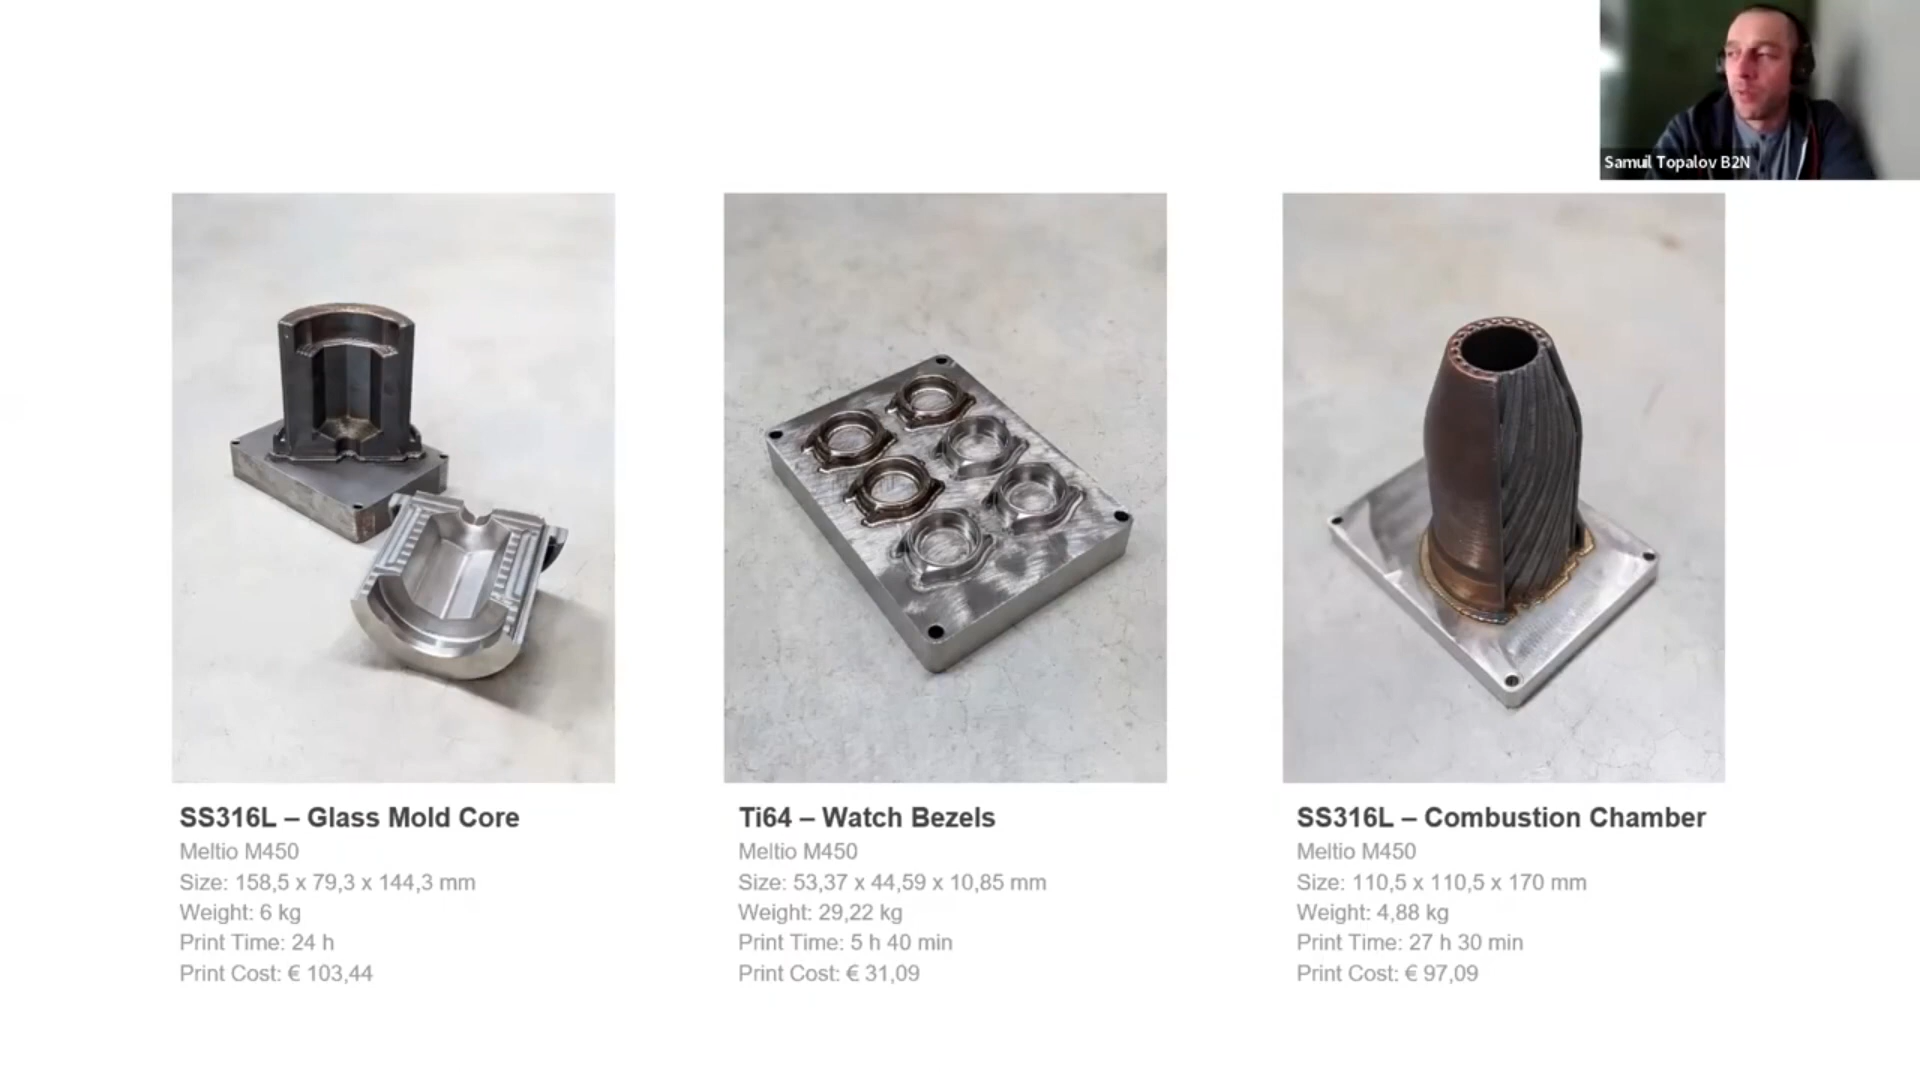 Samuil Topalov B2N
SS316L – Glass Mold Core
Meltio M450
Size: 158,5 x 79,3 x 144,3 mm
Weight: 6 kg
Print Time: 24 h
Print Cost: € 103,44
Ti64 – Watch Bezels
Meltio M450
Size: 53,37 x 44,59 x 10,85 mm
Weight: 29,22 kg
Print Time: 5 h 40 min
Print Cost: € 31,09
SS316L – Combustion Chamber
Meltio M450
Size: 110,5 x 110,5 x 170 mm
Weight: 4,88 kg
Print Time: 27 h 30 min
Print Cost: € 97,09